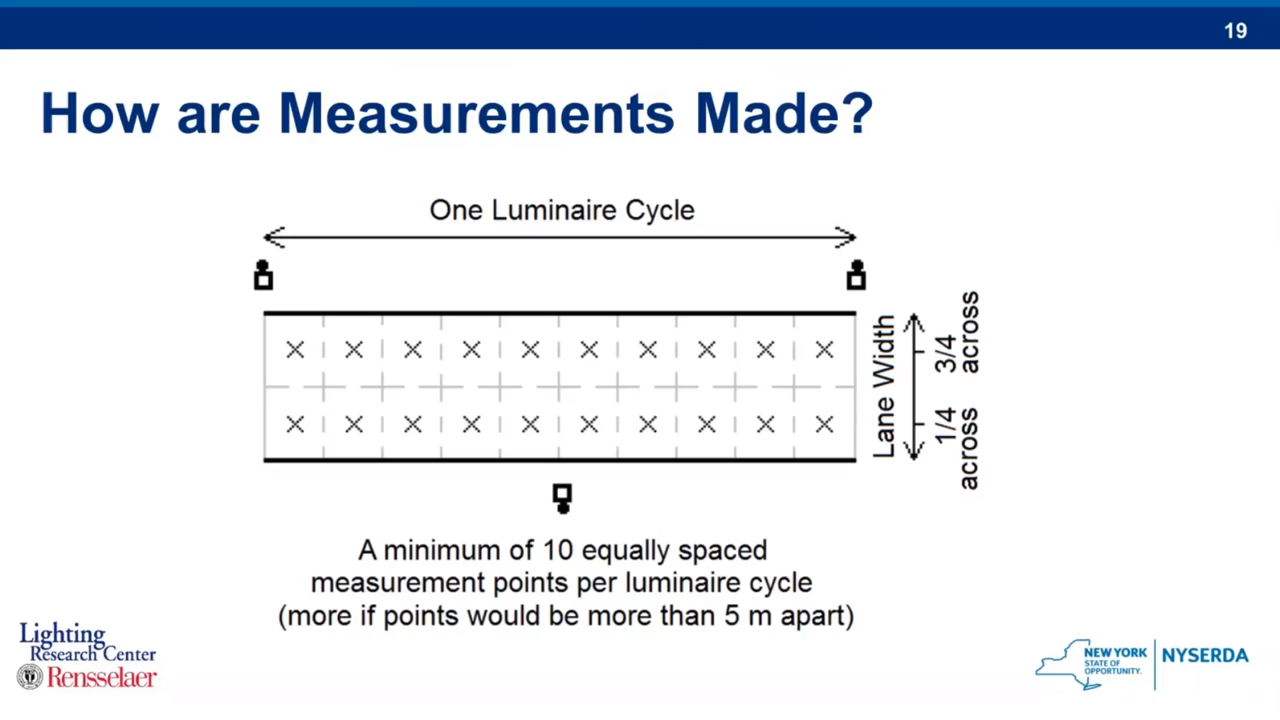 19
How are Measurements Made?
One Luminaire Cycle
Lane Width
3/4
across
1/4
across
A minimum of 10 equally spaced
measurement points per luminaire cycle
(more if points would be more than 5 m apart)
Lighting
Research Center
Rensselaer
NEW YORK
STATE OF
OPPORTUNITY.
NYSERDA